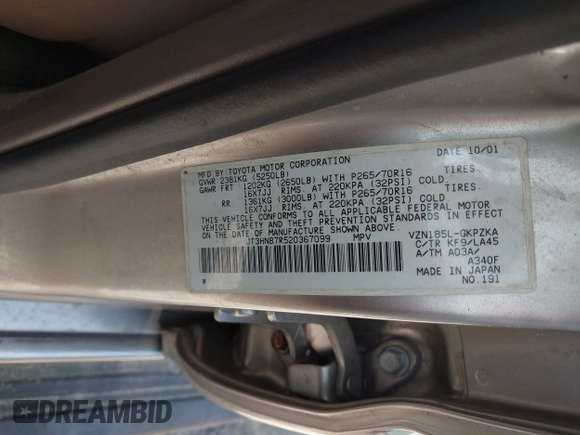 MFD BY TOYOTA MOTOR CORPORATION DATE 10/01
GVWR 2381KG (5250LB)
GAWR FRT 1202KG (2650LB) WITH P265/70R16 TIRES
16X7JJ RIMS. AT 220KPA (32PSI) COLD
RR 1361KG (3000LB) WITH P265/70R16 TIRES
16X7JJ RIMS. AT 220KPA (32PSI) COLD
THIS VEHICLE CONFORMS TO ALL APPLICABLE FEDERAL MOTOR
VEHICLE SAFETY STANDARDS IN EFFECT
ON THE DATE OF MANUFACTURE SHOWN ABOVE.
JT3HN87R520367099 MPV
VZN185L-GKPZKA
C/TR KF9/LA45
A/TM A03A/
A340F
MADE IN JAPAN
NO.191
DREAMBID